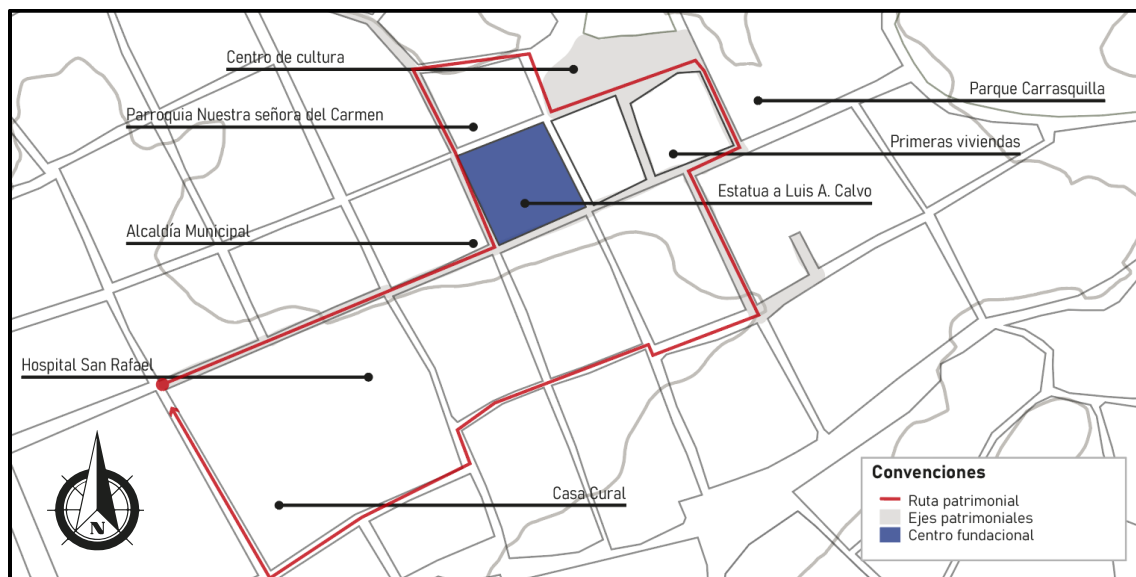 Centro de cultura
Parque Carrasquilla
Parroquia Nuestra señora del Carmen
Primeras viviendas
Estatua a Luis A. Calvo
Alcaldía Municipal
Hospital San Rafael
Casa Cural
N
Convenciones
Ruta patrimonial
Ejes patrimoniales
Centro fundacional